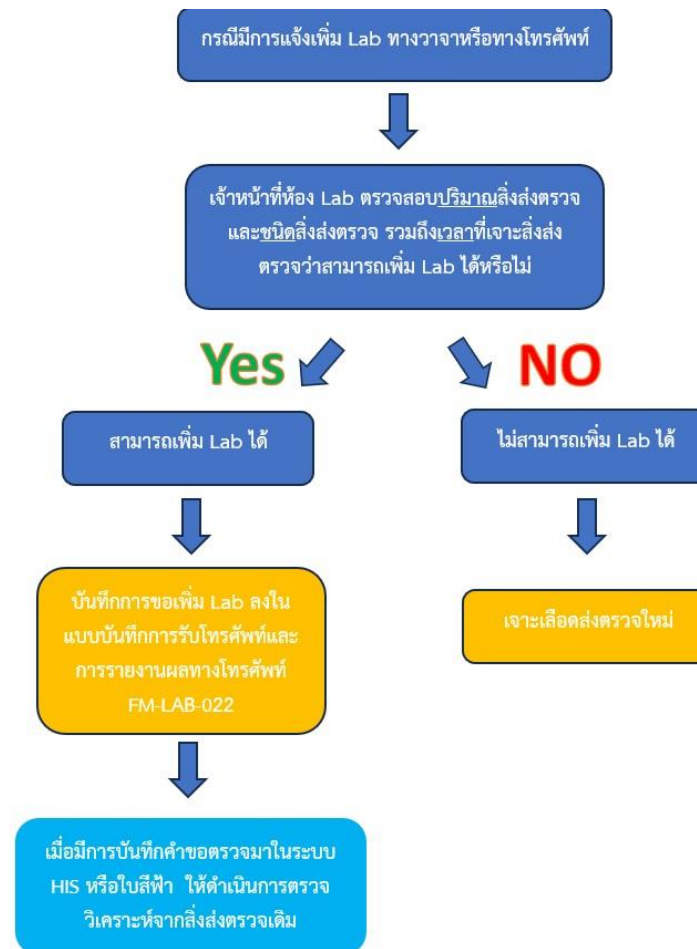 กรณีมีการแจ้งเพิ่ม Lab ทางวาจาหรือทางโทรศัพท์
เจ้าหน้าที่ห้อง Lab ตรวจสอบปริมาณสิ่งส่งตรวจ
และชนิดสิ่งส่งตรวจ รวมถึงเวลาที่เจาะสิ่งส่ง
ตรวจว่าสามารถเพิ่ม Lab ได้หรือไม่
Yes
NO
สามารถเพิ่ม Lab ได้
ไม่สามารถเพิ่ม Lab ได้
บันทึกการขอเพิ่ม Lab ลงใน
แบบบันทึกการรับโทรศัพท์และ
การรายงานผลทางโทรศัพท์
FM-LAB-022
เจาะเลือดส่งตรวจใหม่
เมื่อมีการบันทึกคำขอตรวจมาในระบบ
HIS หรือใบสีฟ้า ให้ดำเนินการตรวจ
วิเคราะห์จากสิ่งส่งตรวจเดิม